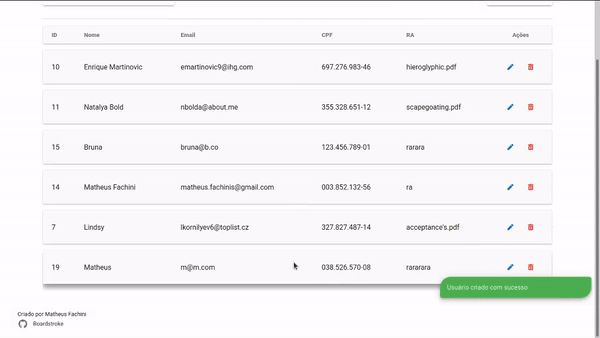 ID Nome Email CPF RA Ações
10 Enrique Martinovic emartinovic9@ihg.com 697.276.983-46 hieroglyphic.pdf
11 Natalya Bold nbolda@about.me 355.328.651-12 scapegoating.pdf
15 Bruna bruna@b.co 123.456.789-01 rarara
14 Matheus Fachini matheus.fachinis@gmail.com 003.852.132-56 ra
7 Lindsy lkornilyev6@toplist.cz 327.827.487-14 acceptance's.pdf
19 Matheus m@m.com 038.526.570-08 rararara
Usuário criado com sucesso
Criado por Matheus Fachini
Boardstroke